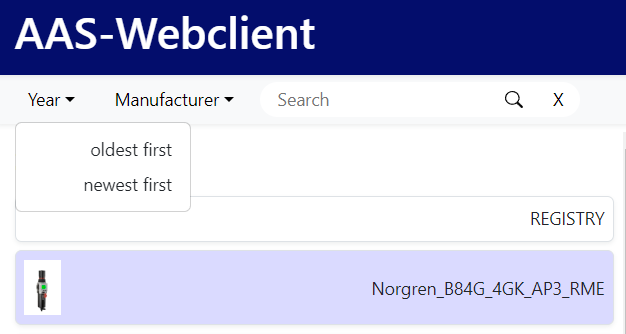 AAS-Webclient
Year Manufacturer Search X
oldest first
newest first
REGISTRY
Norgren_B84G_4GK_AP3_RME